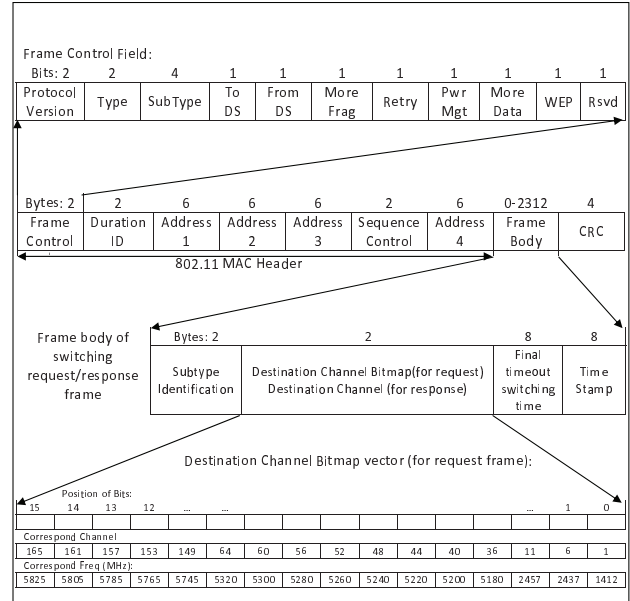 Frame Control Field:
Bits: 2 2 4 1 1 1 1 1 1 1 1
Protocol Version Type SubType To DS From DS More Frag Retry Pwr Mgt More Data WEP Rsvd
Bytes: 2 2 6 6 6 2 6 0-2312 4
Frame Control Duration ID Address 1 Address 2 Address 3 Sequence Control Address 4 Frame Body CRC
802.11 MAC Header
Frame body of switching request/response frame
Bytes: 2 2 8 8
Subtype Identification Destination Channel Bitmap(for request) Destination Channel (for response) Final timeout switching time Time Stamp
Destination Channel Bitmap vector (for request frame):
Position of Bits:
15 14 13 12 ... ... ... 1 0
Correspond Channel
165 161 157 153 149 64 60 56 52 48 44 40 36 11 6 1
Correspond Freq (MHz):
5825 5805 5785 5765 5745 5320 5300 5280 5260 5240 5220 5200 5180 2457 2437 1412